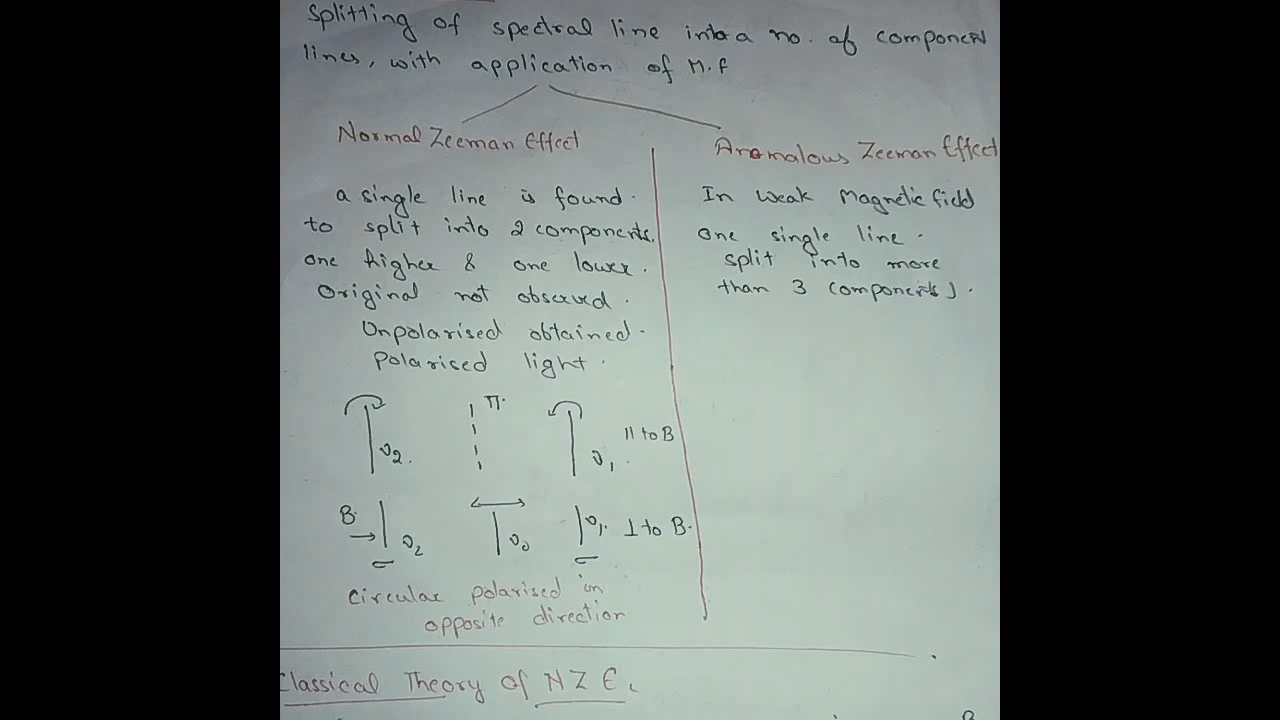 Splitting of spectral line into a no. of component
lines, with application of M.F
Normal Zeeman Effect
a single line is found.
to split into 2 components.
one higher & one lower.
Original not observed.
Unpolarised obtained.
polarised light.
π.
ν2.
ν1.
11 to B
B.
ν2
ν0
ν1.
⊥ to B.
circular polarised in
opposite direction
Anomalous Zeeman Effect
In weak Magnetic field
one single line.
split into more
than 3 components).
Classical Theory of NZE.